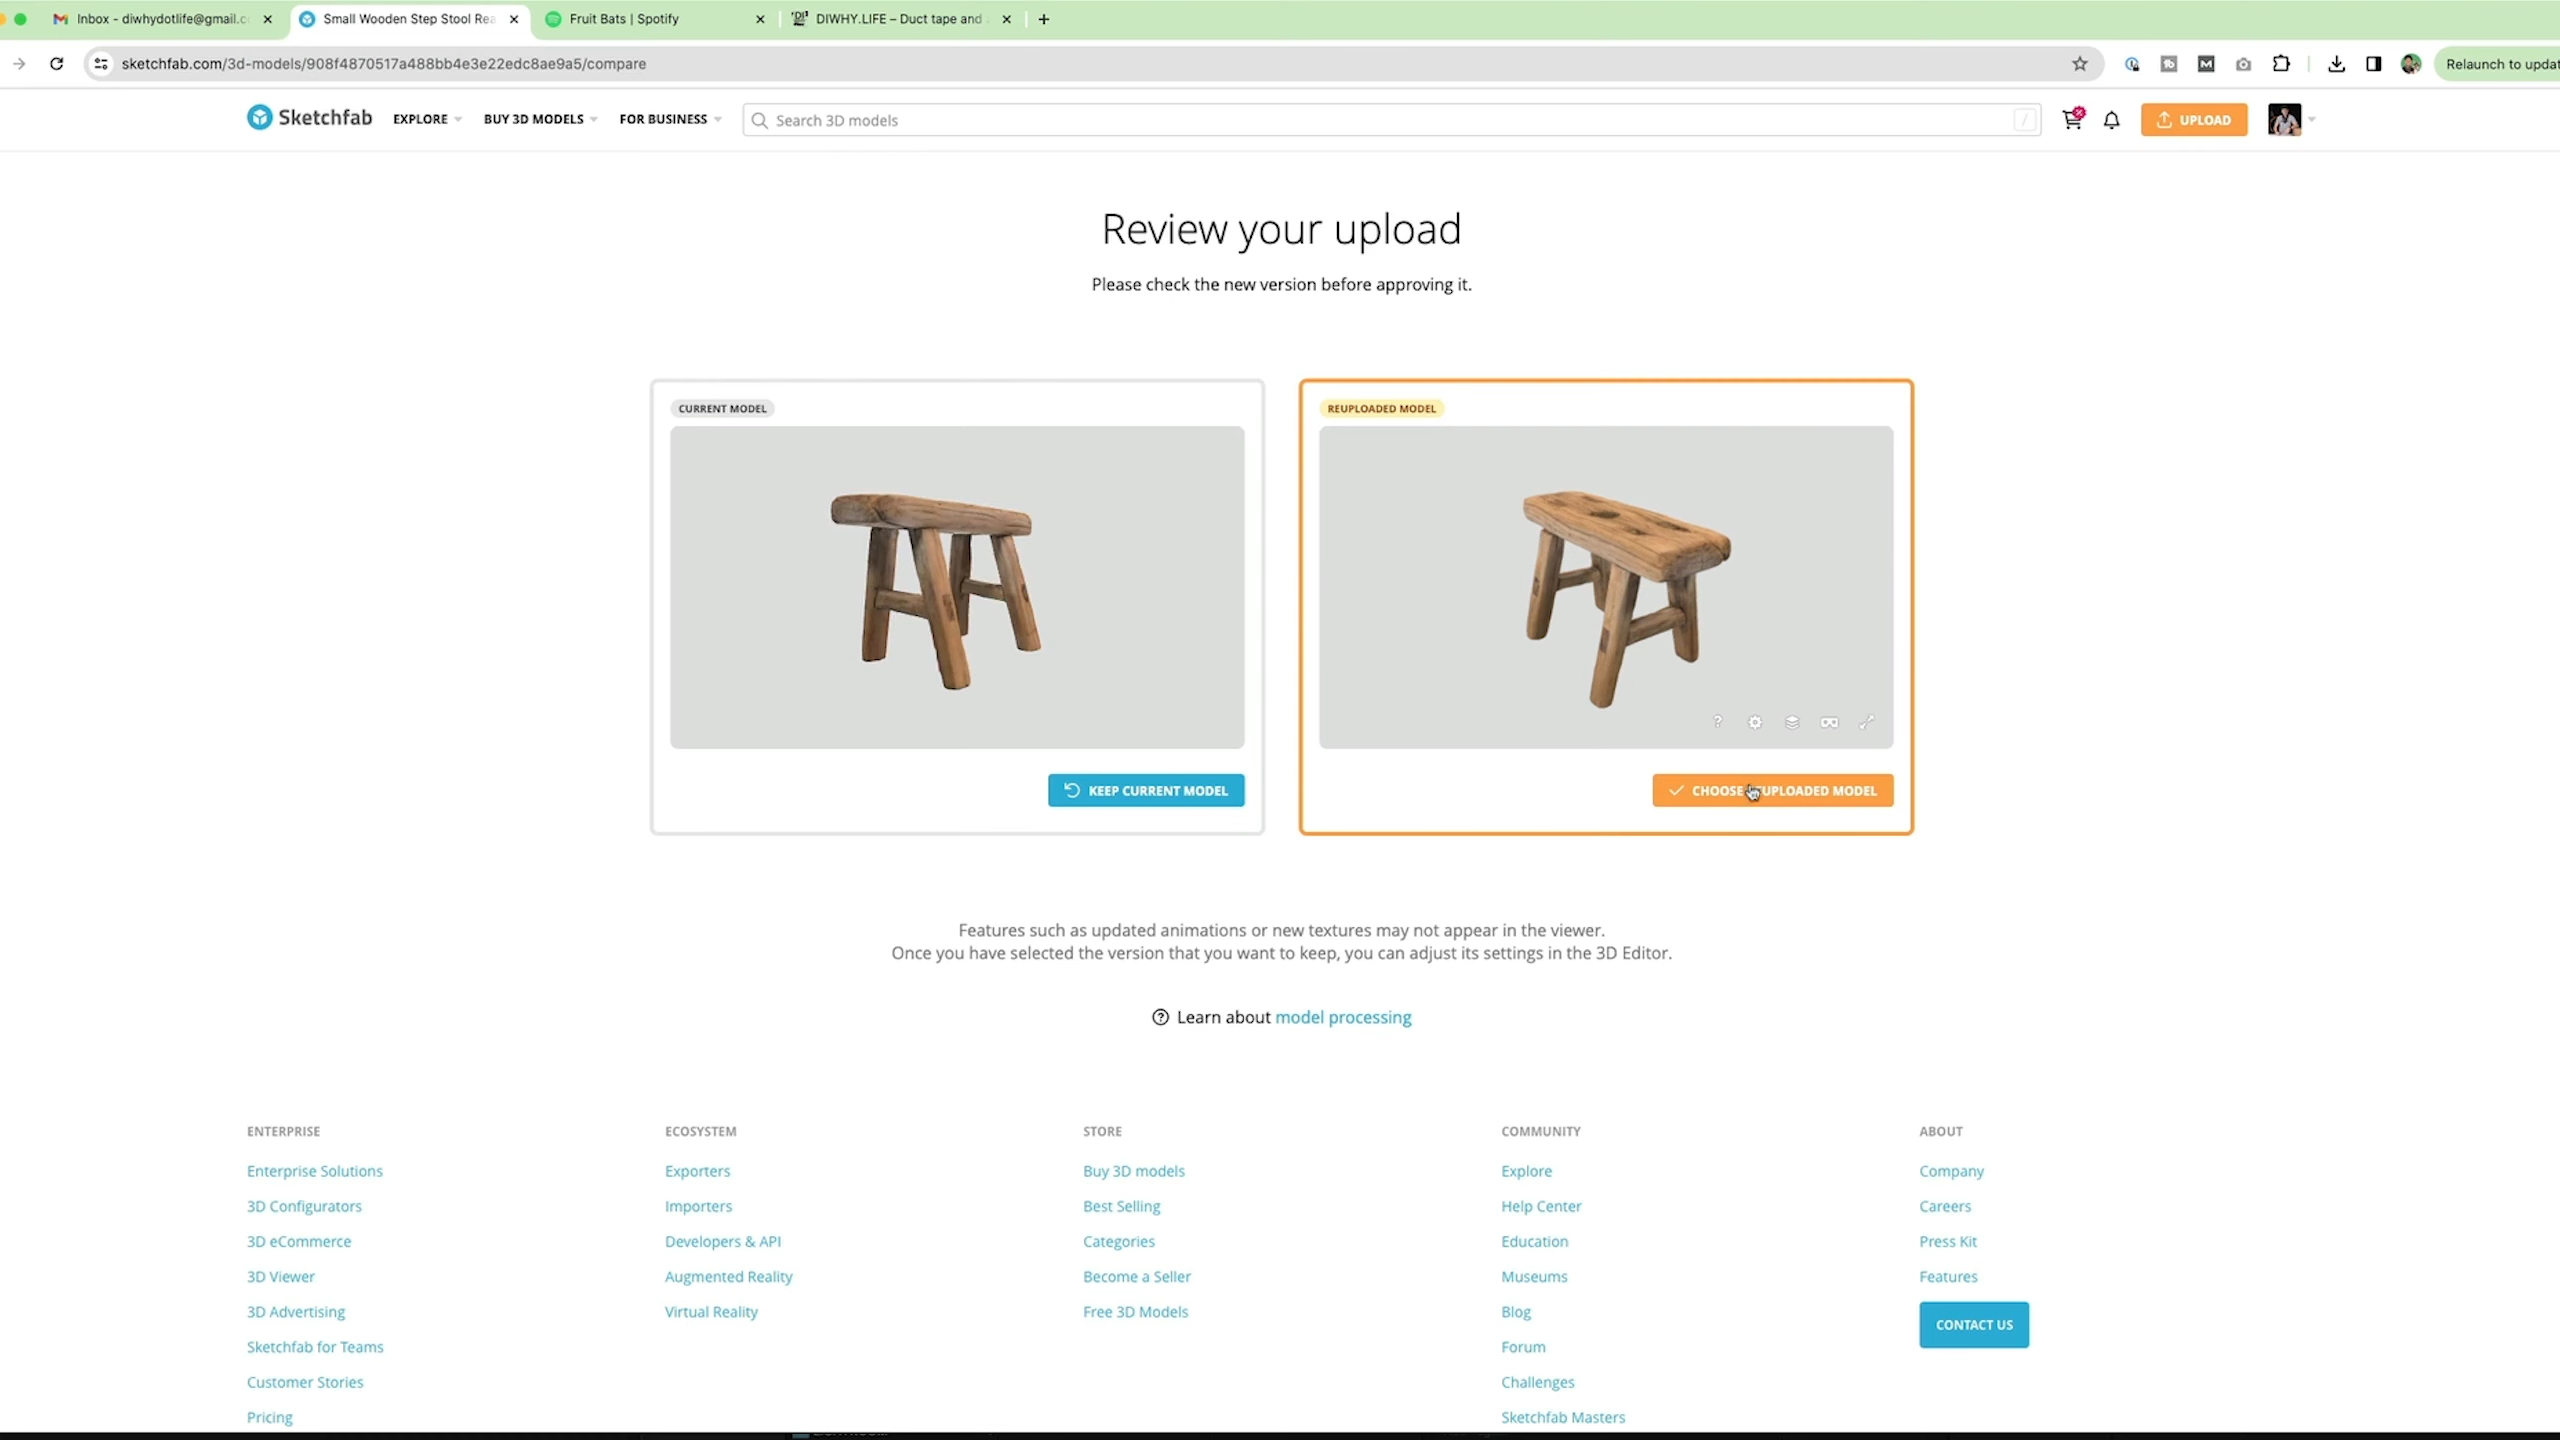 Inbox - diwhydotlife@gmail.c
Small Wooden Step Stool Rea
Fruit Bats | Spotify
DIWHY.LIFE – Duct tape and
sketchfab.com/3d-models/908f4870517a488bb4e3e22edc8ae9a5/compare
Relaunch to updat
Sketchfab
EXPLORE
BUY 3D MODELS
FOR BUSINESS
Search 3D models
/
UPLOAD
Review your upload
Please check the new version before approving it.
CURRENT MODEL
REUPLOADED MODEL
KEEP CURRENT MODEL
CHOOSE UPLOADED MODEL
Features such as updated animations or new textures may not appear in the viewer.
Once you have selected the version that you want to keep, you can adjust its settings in the 3D Editor.
Learn about model processing
ENTERPRISE
Enterprise Solutions
3D Configurators
3D eCommerce
3D Viewer
3D Advertising
Sketchfab for Teams
Customer Stories
Pricing
ECOSYSTEM
Exporters
Importers
Developers & API
Augmented Reality
Virtual Reality
STORE
Buy 3D models
Best Selling
Categories
Become a Seller
Free 3D Models
COMMUNITY
Explore
Help Center
Education
Museums
Blog
Forum
Challenges
Sketchfab Masters
ABOUT
Company
Careers
Press Kit
Features
CONTACT US